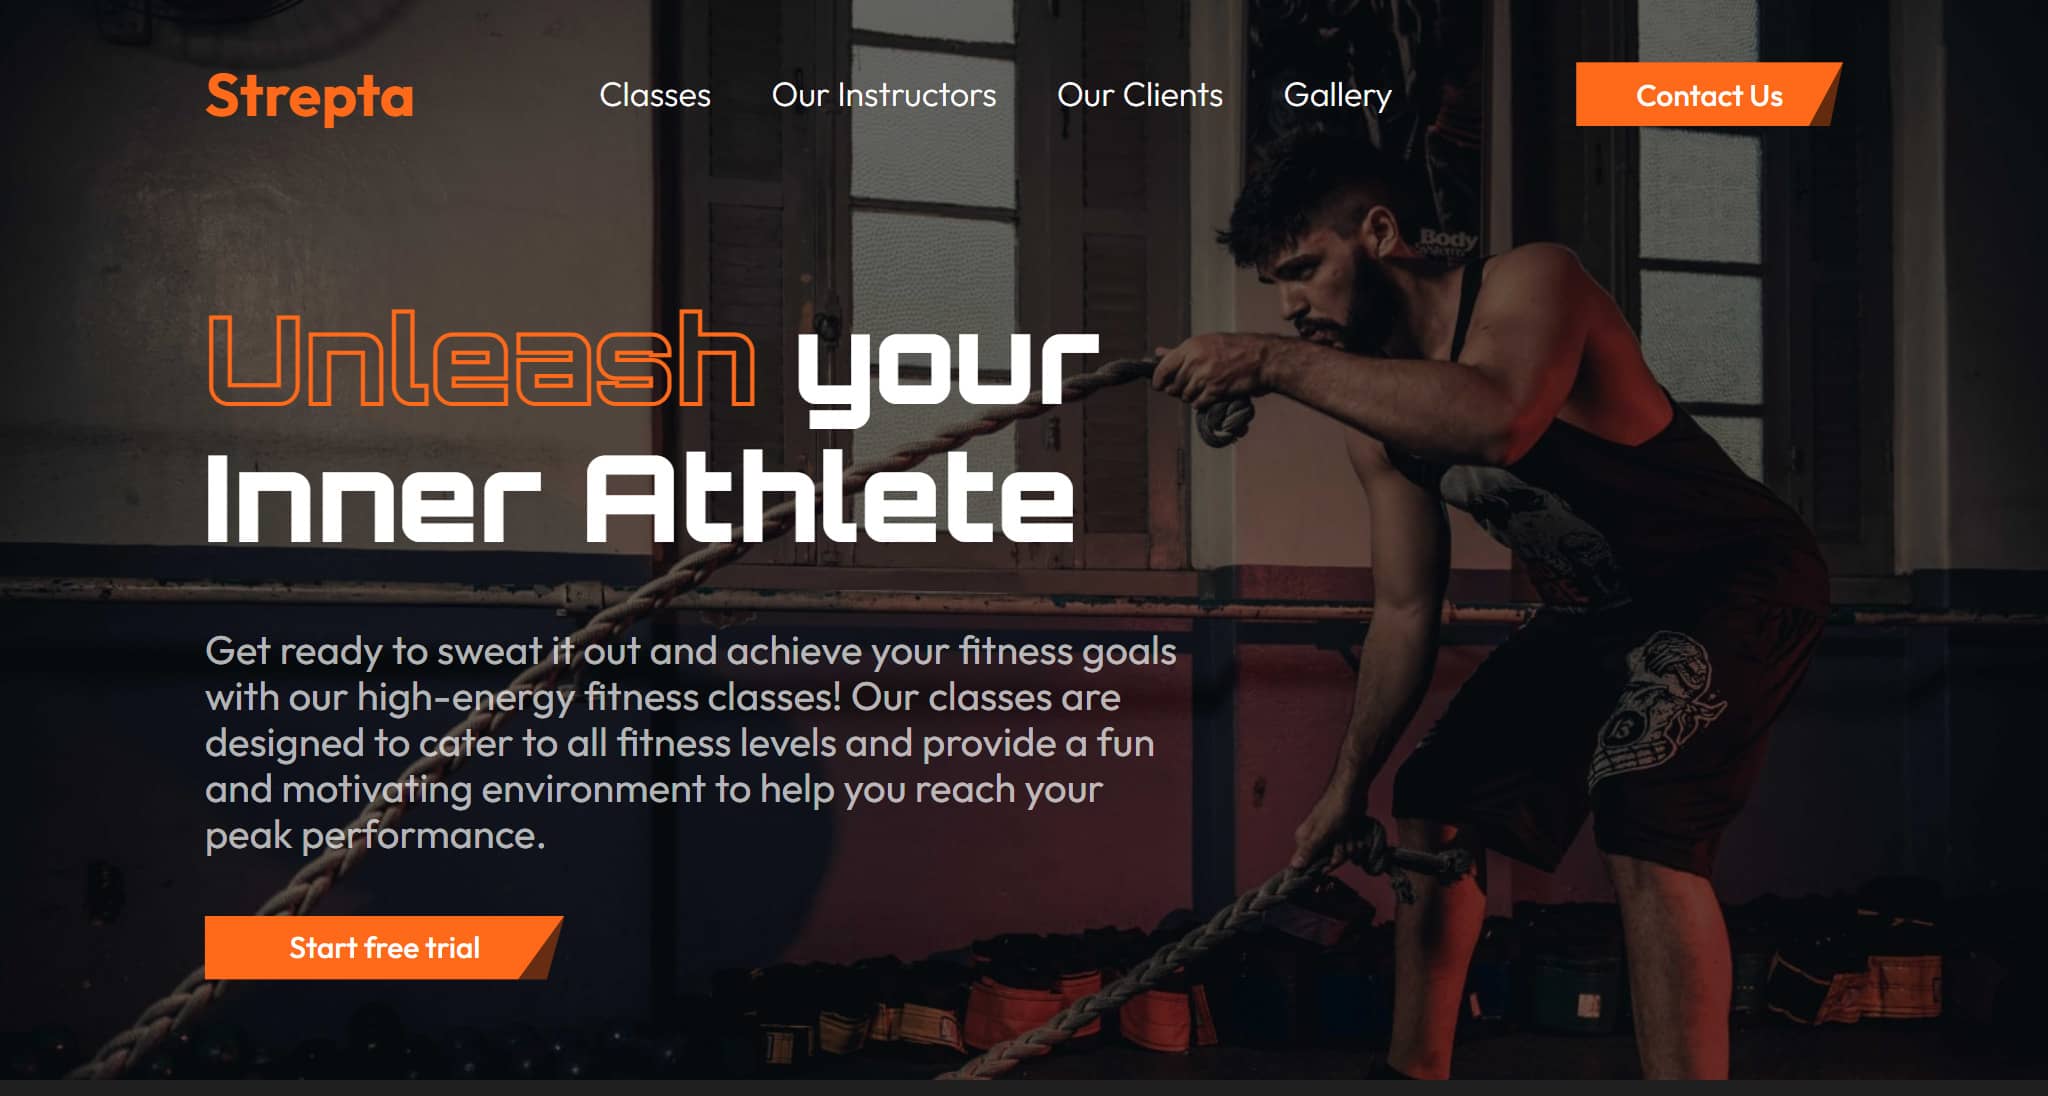 Strepta
Classes
Our Instructors
Our Clients
Gallery
Contact Us
Body
Unleash your
Inner Athlete
Get ready to sweat it out and achieve your fitness goals
with our high-energy fitness classes! Our classes are
designed to cater to all fitness levels and provide a fun
and motivating environment to help you reach your
peak performance.
Start free trial